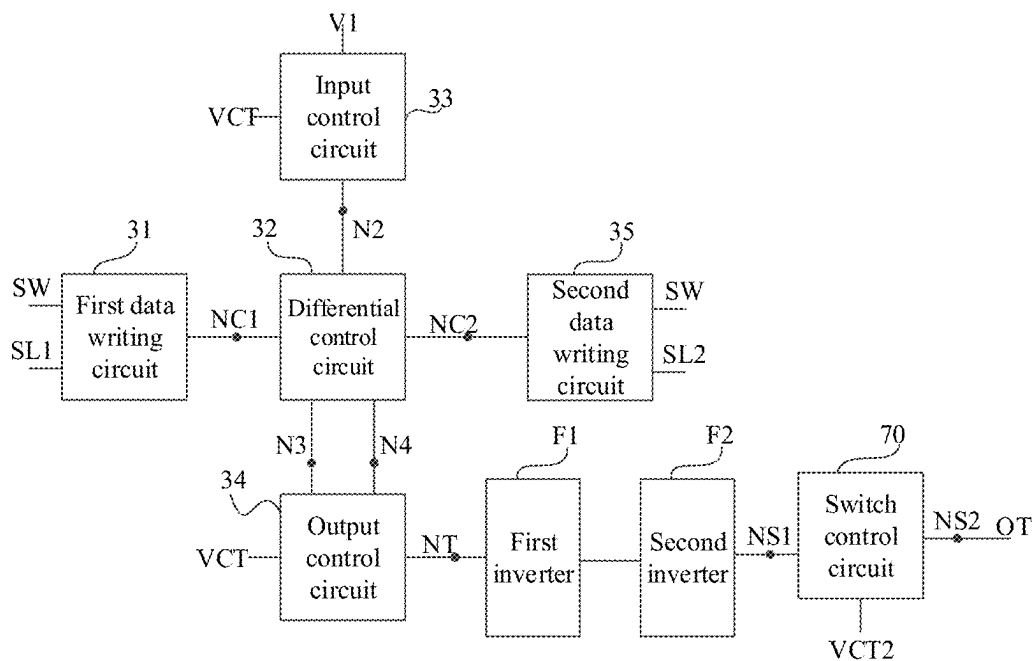 V1
Input
control
circuit
33
VCT
N2
31
32
35
SW
SL1
First data
writing
circuit
NC1
Differential
control
circuit
NC2
Second
data
writing
circuit
SW
SL2
N3
N4
F1
F2
70
34
VCT
Output
control
circuit
NT
First
inverter
Second
inverter
NS1
Switch
control
circuit
NS2
OT
VCT2